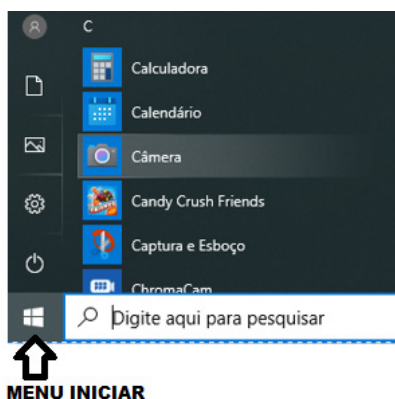 C
Calculadora
Calendário
Câmera
Candy Crush Friends
Captura e Esboço
ChromaCam
Digite aqui para pesquisar
MENU INICIAR